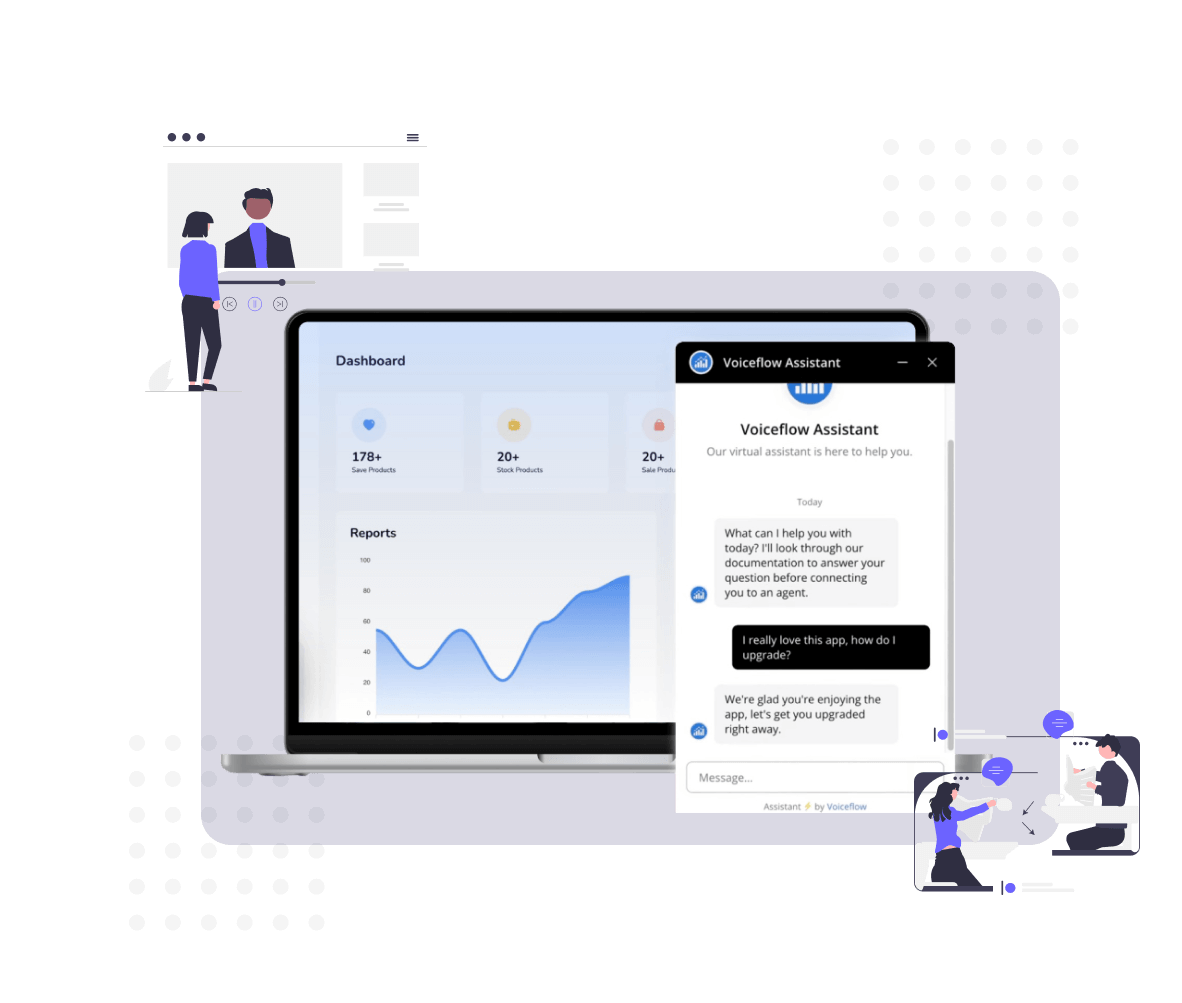 Dashboard
178+
Save Products
20+
Stock Products
20+
Sale
Reports
100
80
60
40
20
0
Voiceflow Assistant
Voiceflow Assistant
Our virtual assistant is here to help you.
Today
What can I help you with
today? I'll look through our
documentation to answer your
question before connecting
you to an agent.
I really love this app, how do I
upgrade?
We're glad you're enjoying the
app, let's get you upgraded
right away.
Message...
Assistant ⚡ by Voiceflow